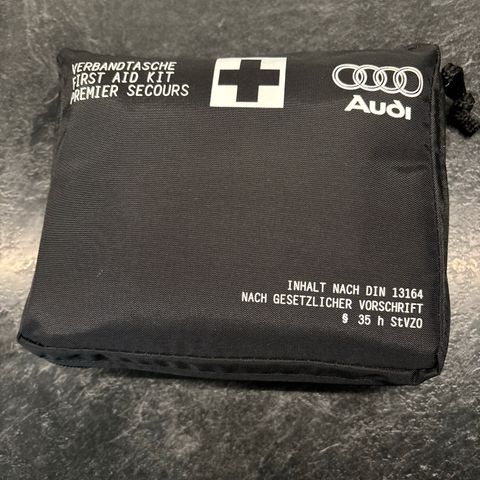 VERBANDTASCHE
FIRST AID KIT
PREMIER SECOURS
Audi
INHALT NACH DIN 13164
NACH GESETZLICHER VORSCHRIFT
§ 35 h StVZO